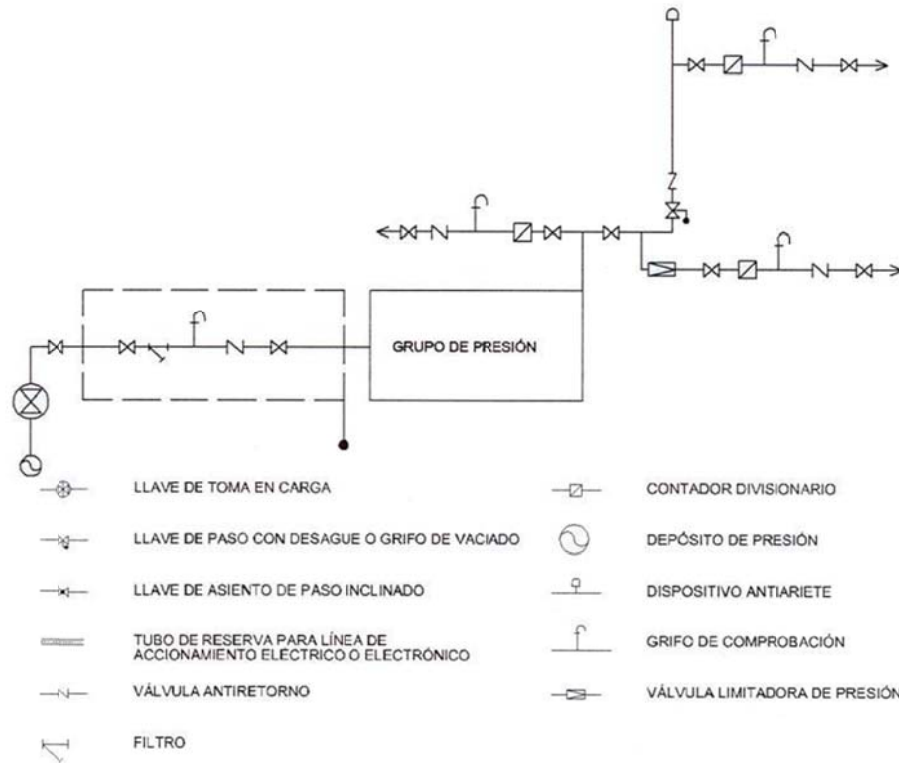 GRUPO DE PRESIÓN
LLAVE DE TOMA EN CARGA
LLAVE DE PASO CON DESAGUE O GRIFO DE VACIADO
LLAVE DE ASIENTO DE PASO INCLINADO
TUBO DE RESERVA PARA LÍNEA DE
ACCIONAMIENTO ELÉCTRICO O ELECTRÓNICO
VÁLVULA ANTIRETORNO
FILTRO
CONTADOR DIVISIONARIO
DEPÓSITO DE PRESIÓN
DISPOSITIVO ANTIARIETE
GRIFO DE COMPROBACIÓN
VÁLVULA LIMITADORA DE PRESIÓN